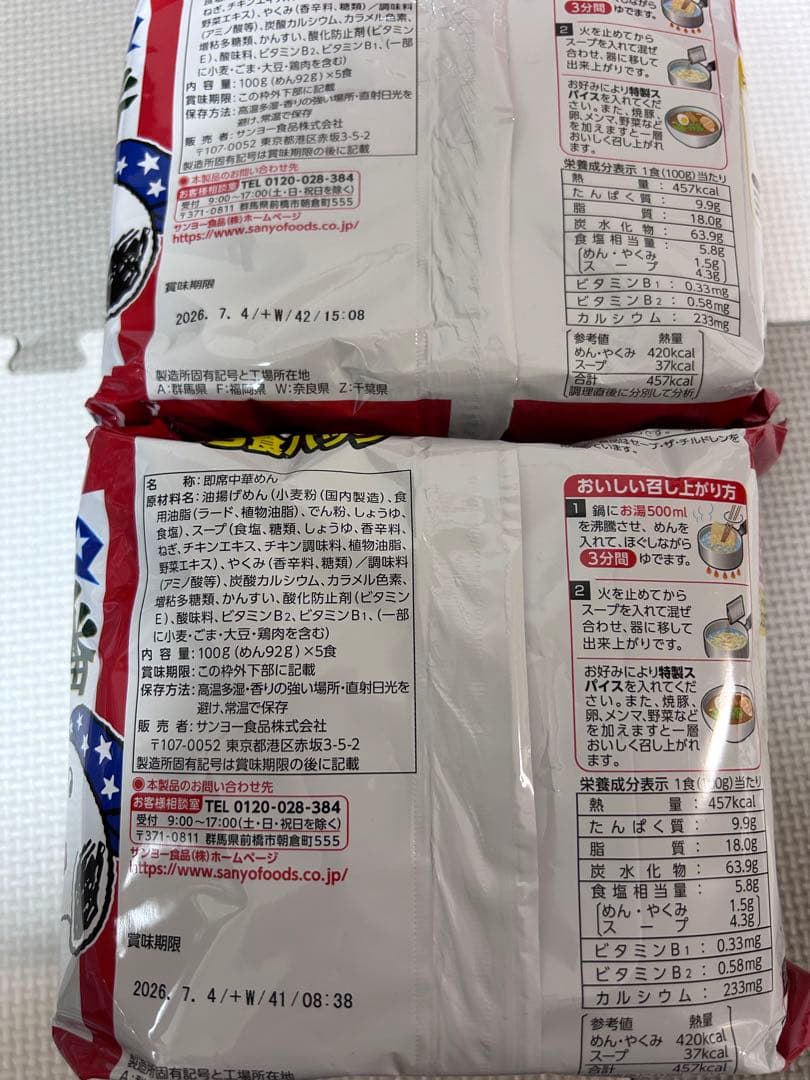 ねぎ、チキンエキス、チキン調味料、植物油脂、
野菜エキス)、やくみ(香辛料、糖類)/調味料
(アミノ酸等)、炭酸カルシウム、カラメル色素、
増粘多糖類、かんすい、酸化防止剤(ビタミン
E)、酸味料、ビタミンB2、ビタミンB1、(一部
に小麦・ごま・大豆・鶏肉を含む)
内 容 量:100g(めん92g)×5食
賞味期限:この枠外下部に記載
保存方法:高温多湿・香りの強い場所・直射日光を
避け、常温で保存
販 売 者:サンヨー食品株式会社
〒107-0052 東京都港区赤坂3-5-2
製造所固有記号は賞味期限の後に記載
●本製品のお問い合わせ先
お客様相談室 TEL 0120-028-384
受付 9:00〜17:00(土・日・祝日を除く)
〒371-0811 群馬県前橋市朝倉町555
サンヨー食品(株)ホームページ
https://www.sanyofoods.co.jp/
賞味期限
2026. 7. 4/+W/42/15:08
製造所固有記号と工場所在地
A:群馬県 F:福岡県 W:奈良県 Z:千葉県
3分間 ゆでます。
2 火を止めてから
スープを入れて混ぜ
合わせ、器に移して
出来上がりです。
お好みにより特製ス
パイスを入れてくだ
さい。また、焼豚、
卵、メンマ、野菜など
を加えますと一層
おいしく召し上がれ
ます。
栄養成分表示 1食(100g)当たり
熱 量:457kcal
たんぱく質:9.9g
脂 質:18.0g
炭水化物:63.9g
食塩相当量:5.8g
めん・やくみ 1.5g
スープ 4.3g
ビタミンB1:0.33mg
ビタミンB2:0.58mg
カルシウム:233mg
参考値 熱量
めん・やくみ 420kcal
スープ 37kcal
合計 457kcal
調理直後に分別して分析
5食パック
はセーブ・ザ・チルドレンを
ています。
名 称:即席中華めん
原材料名:油揚げめん(小麦粉(国内製造)、食
用油脂(ラード、植物油脂)、でん粉、しょうゆ、
食塩)、スープ(食塩、糖類、しょうゆ、香辛料、
ねぎ、チキンエキス、チキン調味料、植物油脂、
野菜エキス)、やくみ(香辛料、糖類)/調味料
(アミノ酸等)、炭酸カルシウム、カラメル色素、
増粘多糖類、かんすい、酸化防止剤(ビタミン
E)、酸味料、ビタミンB2、ビタミンB1、(一部
に小麦・ごま・大豆・鶏肉を含む)
内 容 量:100g(めん92g)×5食
賞味期限:この枠外下部に記載
保存方法:高温多湿・香りの強い場所・直射日光を
避け、常温で保存
販 売 者:サンヨー食品株式会社
〒107-0052 東京都港区赤坂3-5-2
製造所固有記号は賞味期限の後に記載
●本製品のお問い合わせ先
お客様相談室 TEL 0120-028-384
受付 9:00〜17:00(土・日・祝日を除く)
〒371-0811 群馬県前橋市朝倉町555
サンヨー食品(株)ホームページ
https://www.sanyofoods.co.jp/
賞味期限
2026. 7. 4/+W/41/08:38
製造所固有記号と工場所在地
おいしい召し上がり方
1 鍋にお湯500ml
を沸騰させ、めんを
入れて、ほぐしながら
3分間 ゆでます。
2 火を止めてから
スープを入れて混ぜ
合わせ、器に移して
出来上がりです。
お好みにより特製ス
パイスを入れてくだ
さい。また、焼豚、
卵、メンマ、野菜など
を加えますと一層
おいしく召し上がれ
ます。
栄養成分表示 1食(100g)当たり
熱 量:457kcal
たんぱく質:9.9g
脂 質:18.0g
炭水化物:63.9g
食塩相当量:5.8g
めん・やくみ 1.5g
スープ 4.3g
ビタミンB1:0.33mg
ビタミンB2:0.58mg
カルシウム:233mg
参考値 熱量
めん・やくみ 420kcal
スープ 37kcal
合計 457kcal